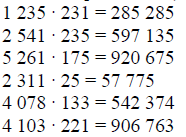 1 235 · 231 = 285 285
2 541 · 235 = 597 135
5 261 · 175 = 920 675
2 311 · 25 = 57 775
4 078 · 133 = 542 374
4 103 · 221 = 906 763